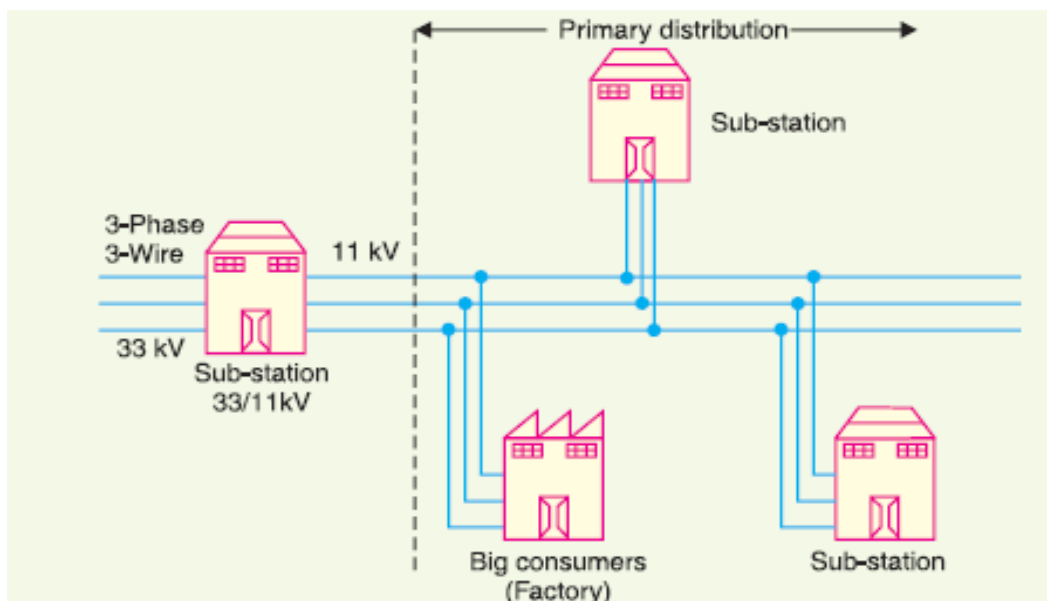 Primary distribution
Sub-station
3-Phase
3-Wire
11 kV
33 kV
Sub-station
33/11kV
Big consumers
(Factory)
Sub-station